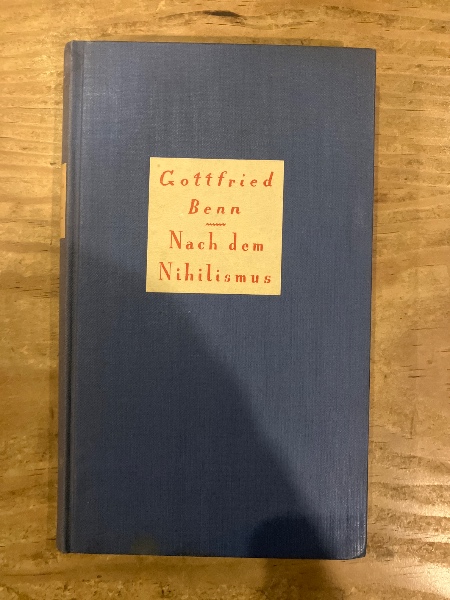 Gottfried
Benn
Nach dem
Nihilismus